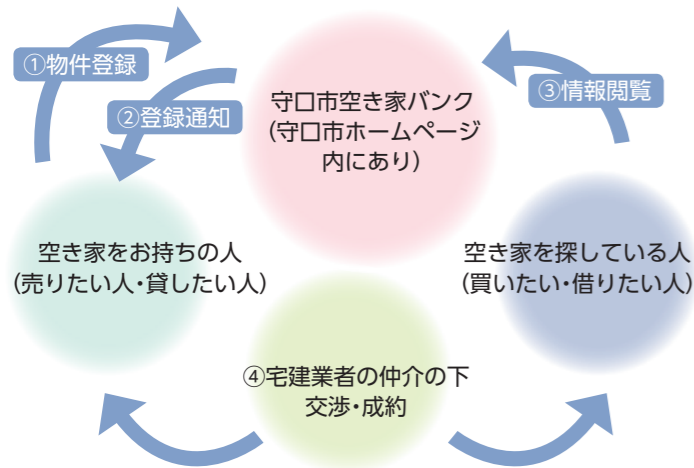 ①物件登録
②登録通知
守口市空き家バンク
(守口市ホームページ
内にあり)
③情報閲覧
空き家をお持ちの人
(売りたい人・貸したい人)
空き家を探している人
(買いたい・借りたい人)
④宅建業者の仲介の下
交渉・成約